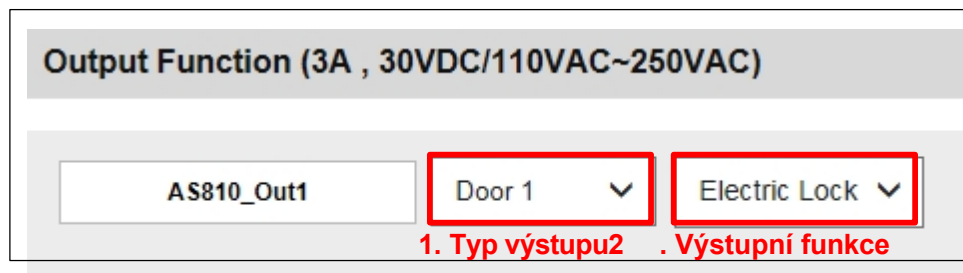 Output Function (3A , 30VDC/110VAC~250VAC)
AS810_Out1 Door 1 Electric Lock
1. Typ výstupu2 . Výstupní funkce